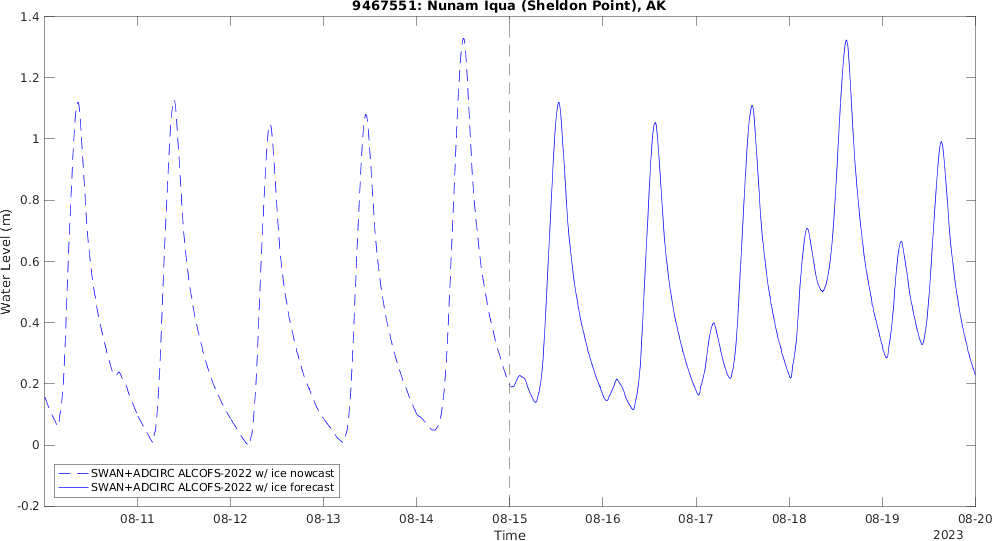 9467551: Nunam Iqua (Sheldon Point), AK
1.4
1.2
1
0.8
0.6
0.4
0.2
0
-0.2
Water Level (m)
SWAN+ADCIRC ALCOFS-2022 w/ ice nowcast
SWAN+ADCIRC ALCOFS-2022 w/ ice forecast
08-11 08-12 08-13 08-14 08-15 08-16 08-17 08-18 08-19 08-20
Time
2023